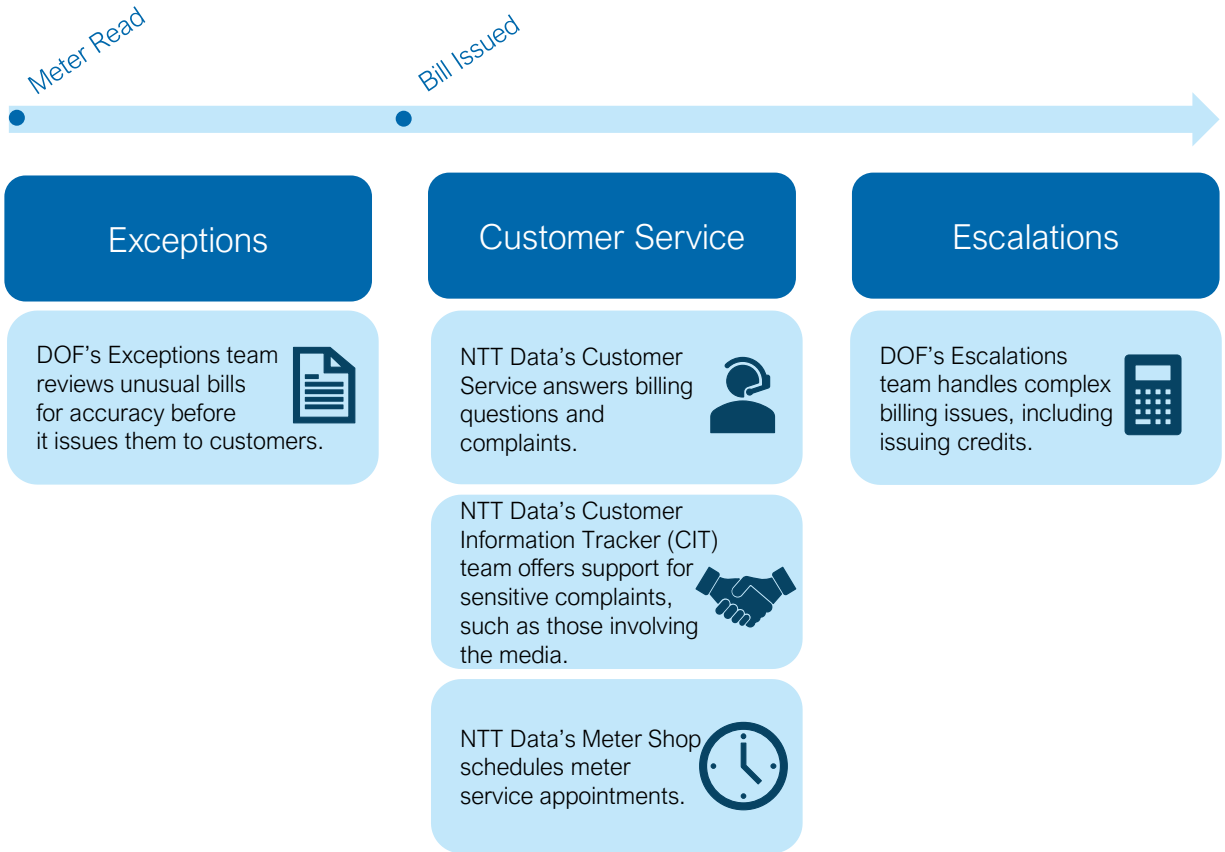 Meter Read
Bill Issued
Exceptions
DOF's Exceptions team
reviews unusual bills
for accuracy before
it issues them to customers.
Customer Service
NTT Data's Customer
Service answers billing
questions and
complaints.
NTT Data's Customer
Information Tracker (CIT)
team offers support for
sensitive complaints,
such as those involving
the media.
NTT Data's Meter Shop
schedules meter
service appointments.
Escalations
DOF's Escalations
team handles complex
billing issues, including
issuing credits.